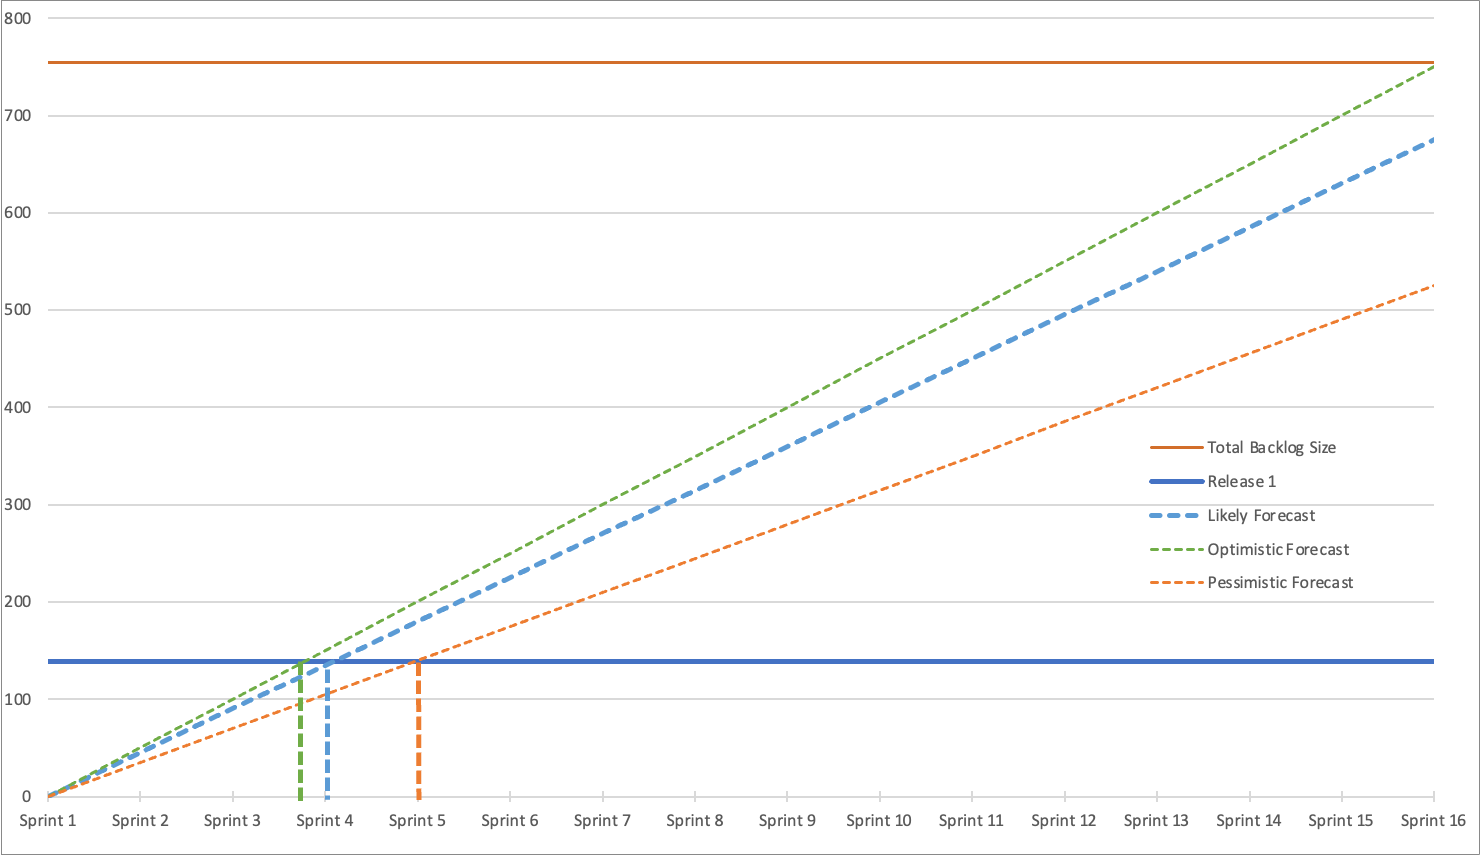 800
700
600
500
400
300
200
100
0
Total Backlog Size
Release 1
Likely Forecast
Optimistic Forecast
Pessimistic Forecast
Sprint 1 Sprint 2 Sprint 3 Sprint 4 Sprint 5 Sprint 6 Sprint 7 Sprint 8 Sprint 9 Sprint 10 Sprint 11 Sprint 12 Sprint 13 Sprint 14 Sprint 15 Sprint 16